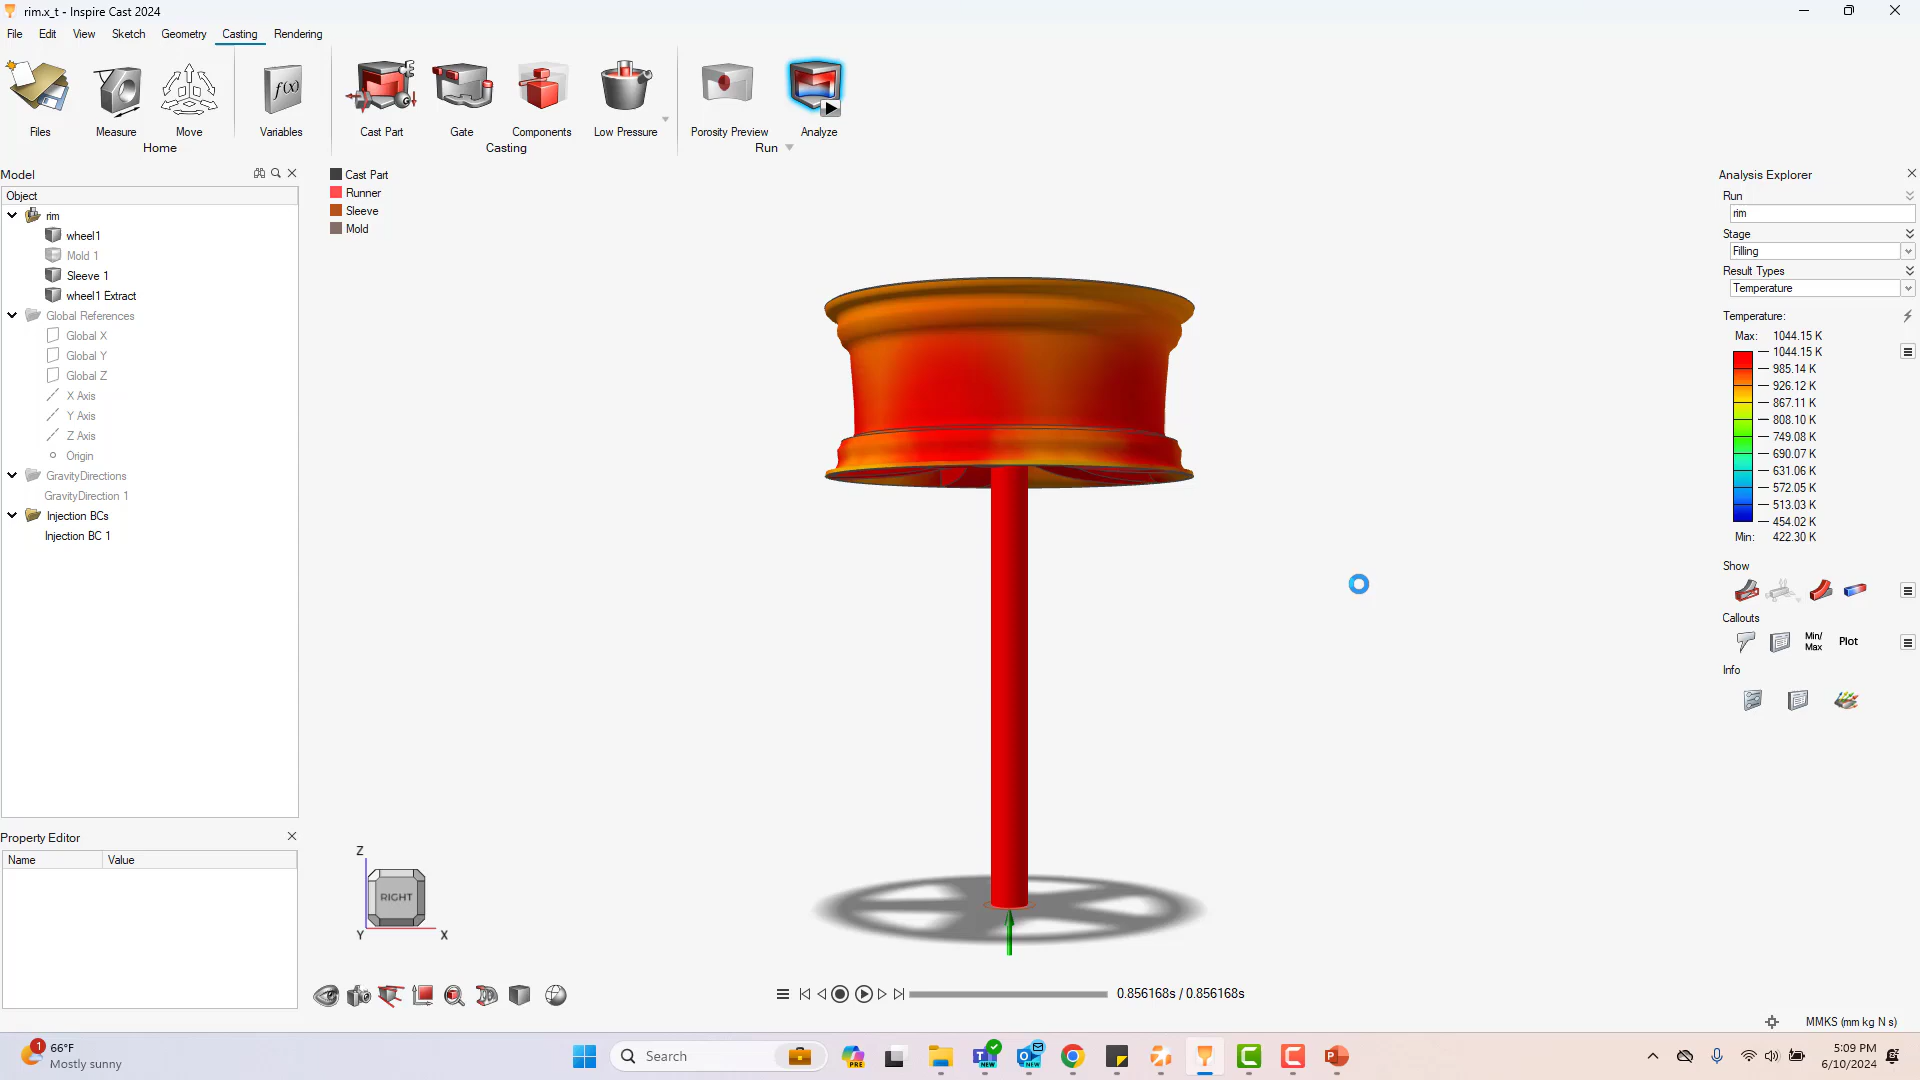 rim.x_t - Inspire Cast 2024
File Edit View Sketch Geometry Casting Rendering
f(x)
Files Measure Move Variables Cast Part Gate Components Low Pressure Porosity Preview Analyze
Home Casting Run
Model
Object
rim
wheel1
Mold 1
Sleeve 1
wheel1 Extract
Global References
Global X
Global Y
Global Z
X Axis
Y Axis
Z Axis
Origin
GravityDirections
GravityDirection 1
Injection BCs
Injection BC 1
Property Editor
Name Value
Cast Part
Runner
Sleeve
Mold
Z
RIGHT
Y X
0.856168s / 0.856168s
Analysis Explorer
Run
rim
Stage
Filling
Result Types
Temperature
Temperature:
Max: 1044.15 K
1044.15 K
985.14 K
926.12 K
867.11 K
808.10 K
749.08 K
690.07 K
631.06 K
572.05 K
513.03 K
454.02 K
Min: 422.30 K
Show
Callouts
Min/
Max
Plot
Info
MMKS (mm kg N s)
1
66°F
Mostly sunny
Search
PRE
NEW
NEW
5:09 PM
6/10/2024